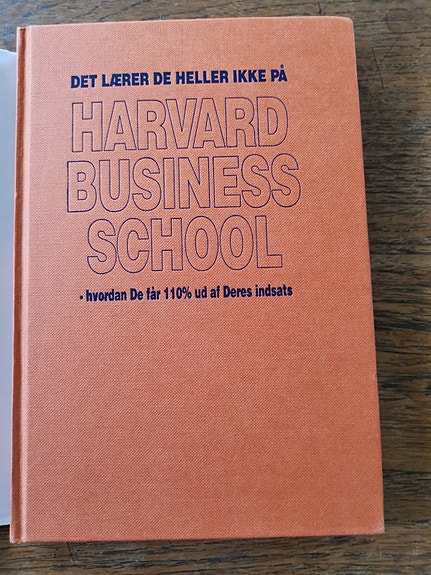 DET LÆRER DE HELLER IKKE PÅ
HARVARD
BUSINESS
SCHOOL
- hvordan De får 110% ud af Deres indsats